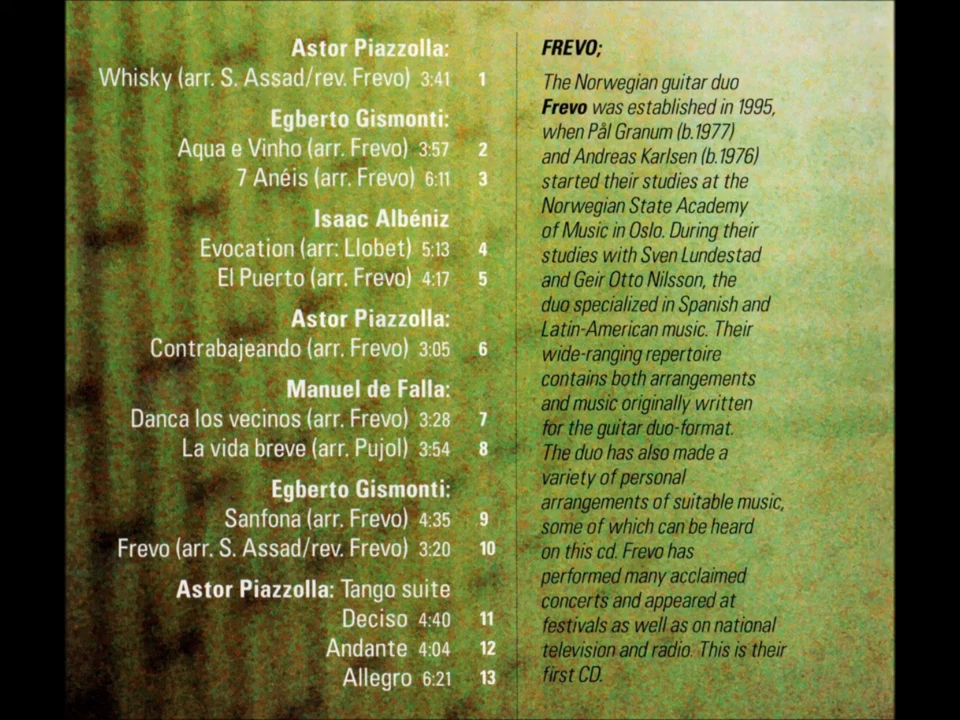 Astor Piazzolla:
Whisky (arr. S. Assad/rev. Frevo) 3:41 1
Egberto Gismonti:
Aqua e Vinho (arr. Frevo) 3:57 2
7 Anéis (arr. Frevo) 6:11 3
Isaac Albéniz
Evocation (arr: Llobet) 5:13 4
El Puerto (arr. Frevo) 4:17 5
Astor Piazzolla:
Contrabajeando (arr. Frevo) 3:05 6
Manuel de Falla:
Danca los vecinos (arr. Frevo) 3:28 7
La vida breve (arr. Pujol) 3:54 8
Egberto Gismonti:
Sanfona (arr. Frevo) 4:35 9
Frevo (arr. S. Assad/rev. Frevo) 3:20 10
Astor Piazzolla: Tango suite
Deciso 4:40 11
Andante 4:04 12
Allegro 6:21 13
FREVO;
The Norwegian guitar duo
Frevo was established in 1995,
when Pål Granum (b.1977)
and Andreas Karlsen (b.1976)
started their studies at the
Norwegian State Academy
of Music in Oslo. During their
studies with Sven Lundestad
and Geir Otto Nilsson, the
duo specialized in Spanish and
Latin-American music. Their
wide-ranging repertoire
contains both arrangements
and music originally written
for the guitar duo-format.
The duo has also made a
variety of personal
arrangements of suitable music,
some of which can be heard
on this cd. Frevo has
performed many acclaimed
concerts and appeared at
festivals as well as on national
television and radio. This is their
first CD.